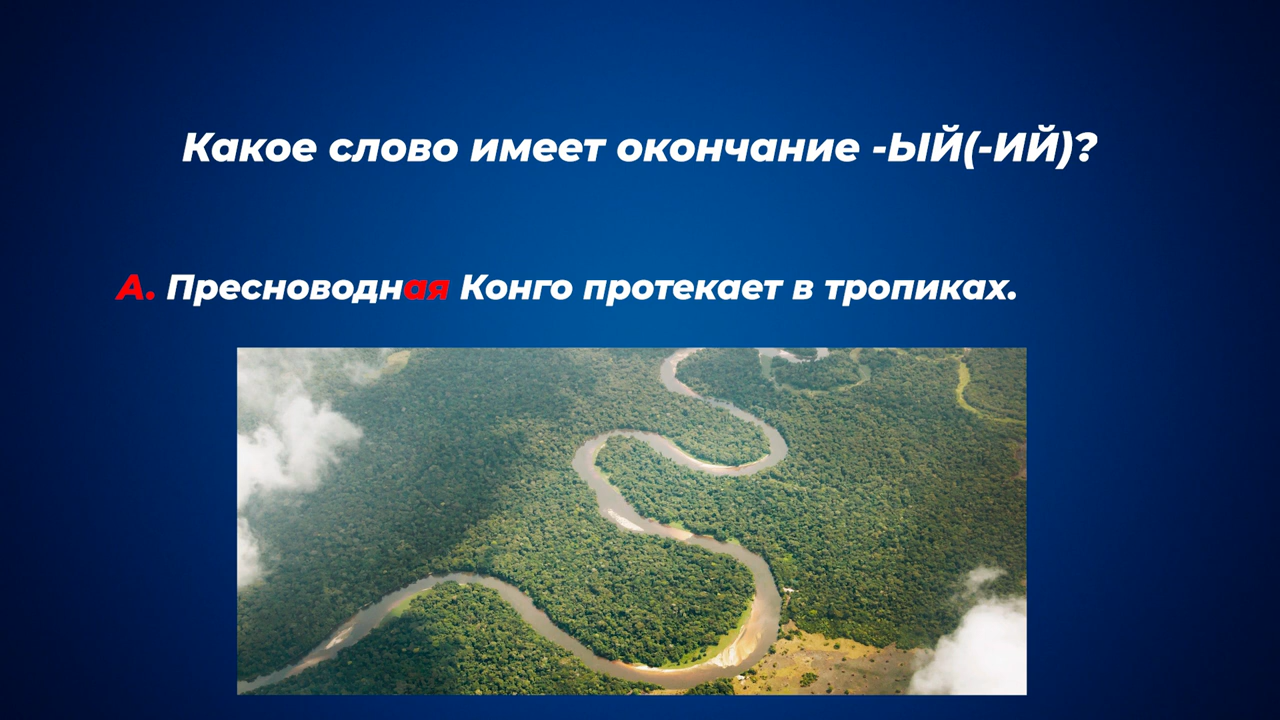 Какое слово имеет окончание -ЫЙ(-ИЙ)?
А. Пресноводная Конго протекает в тропиках.